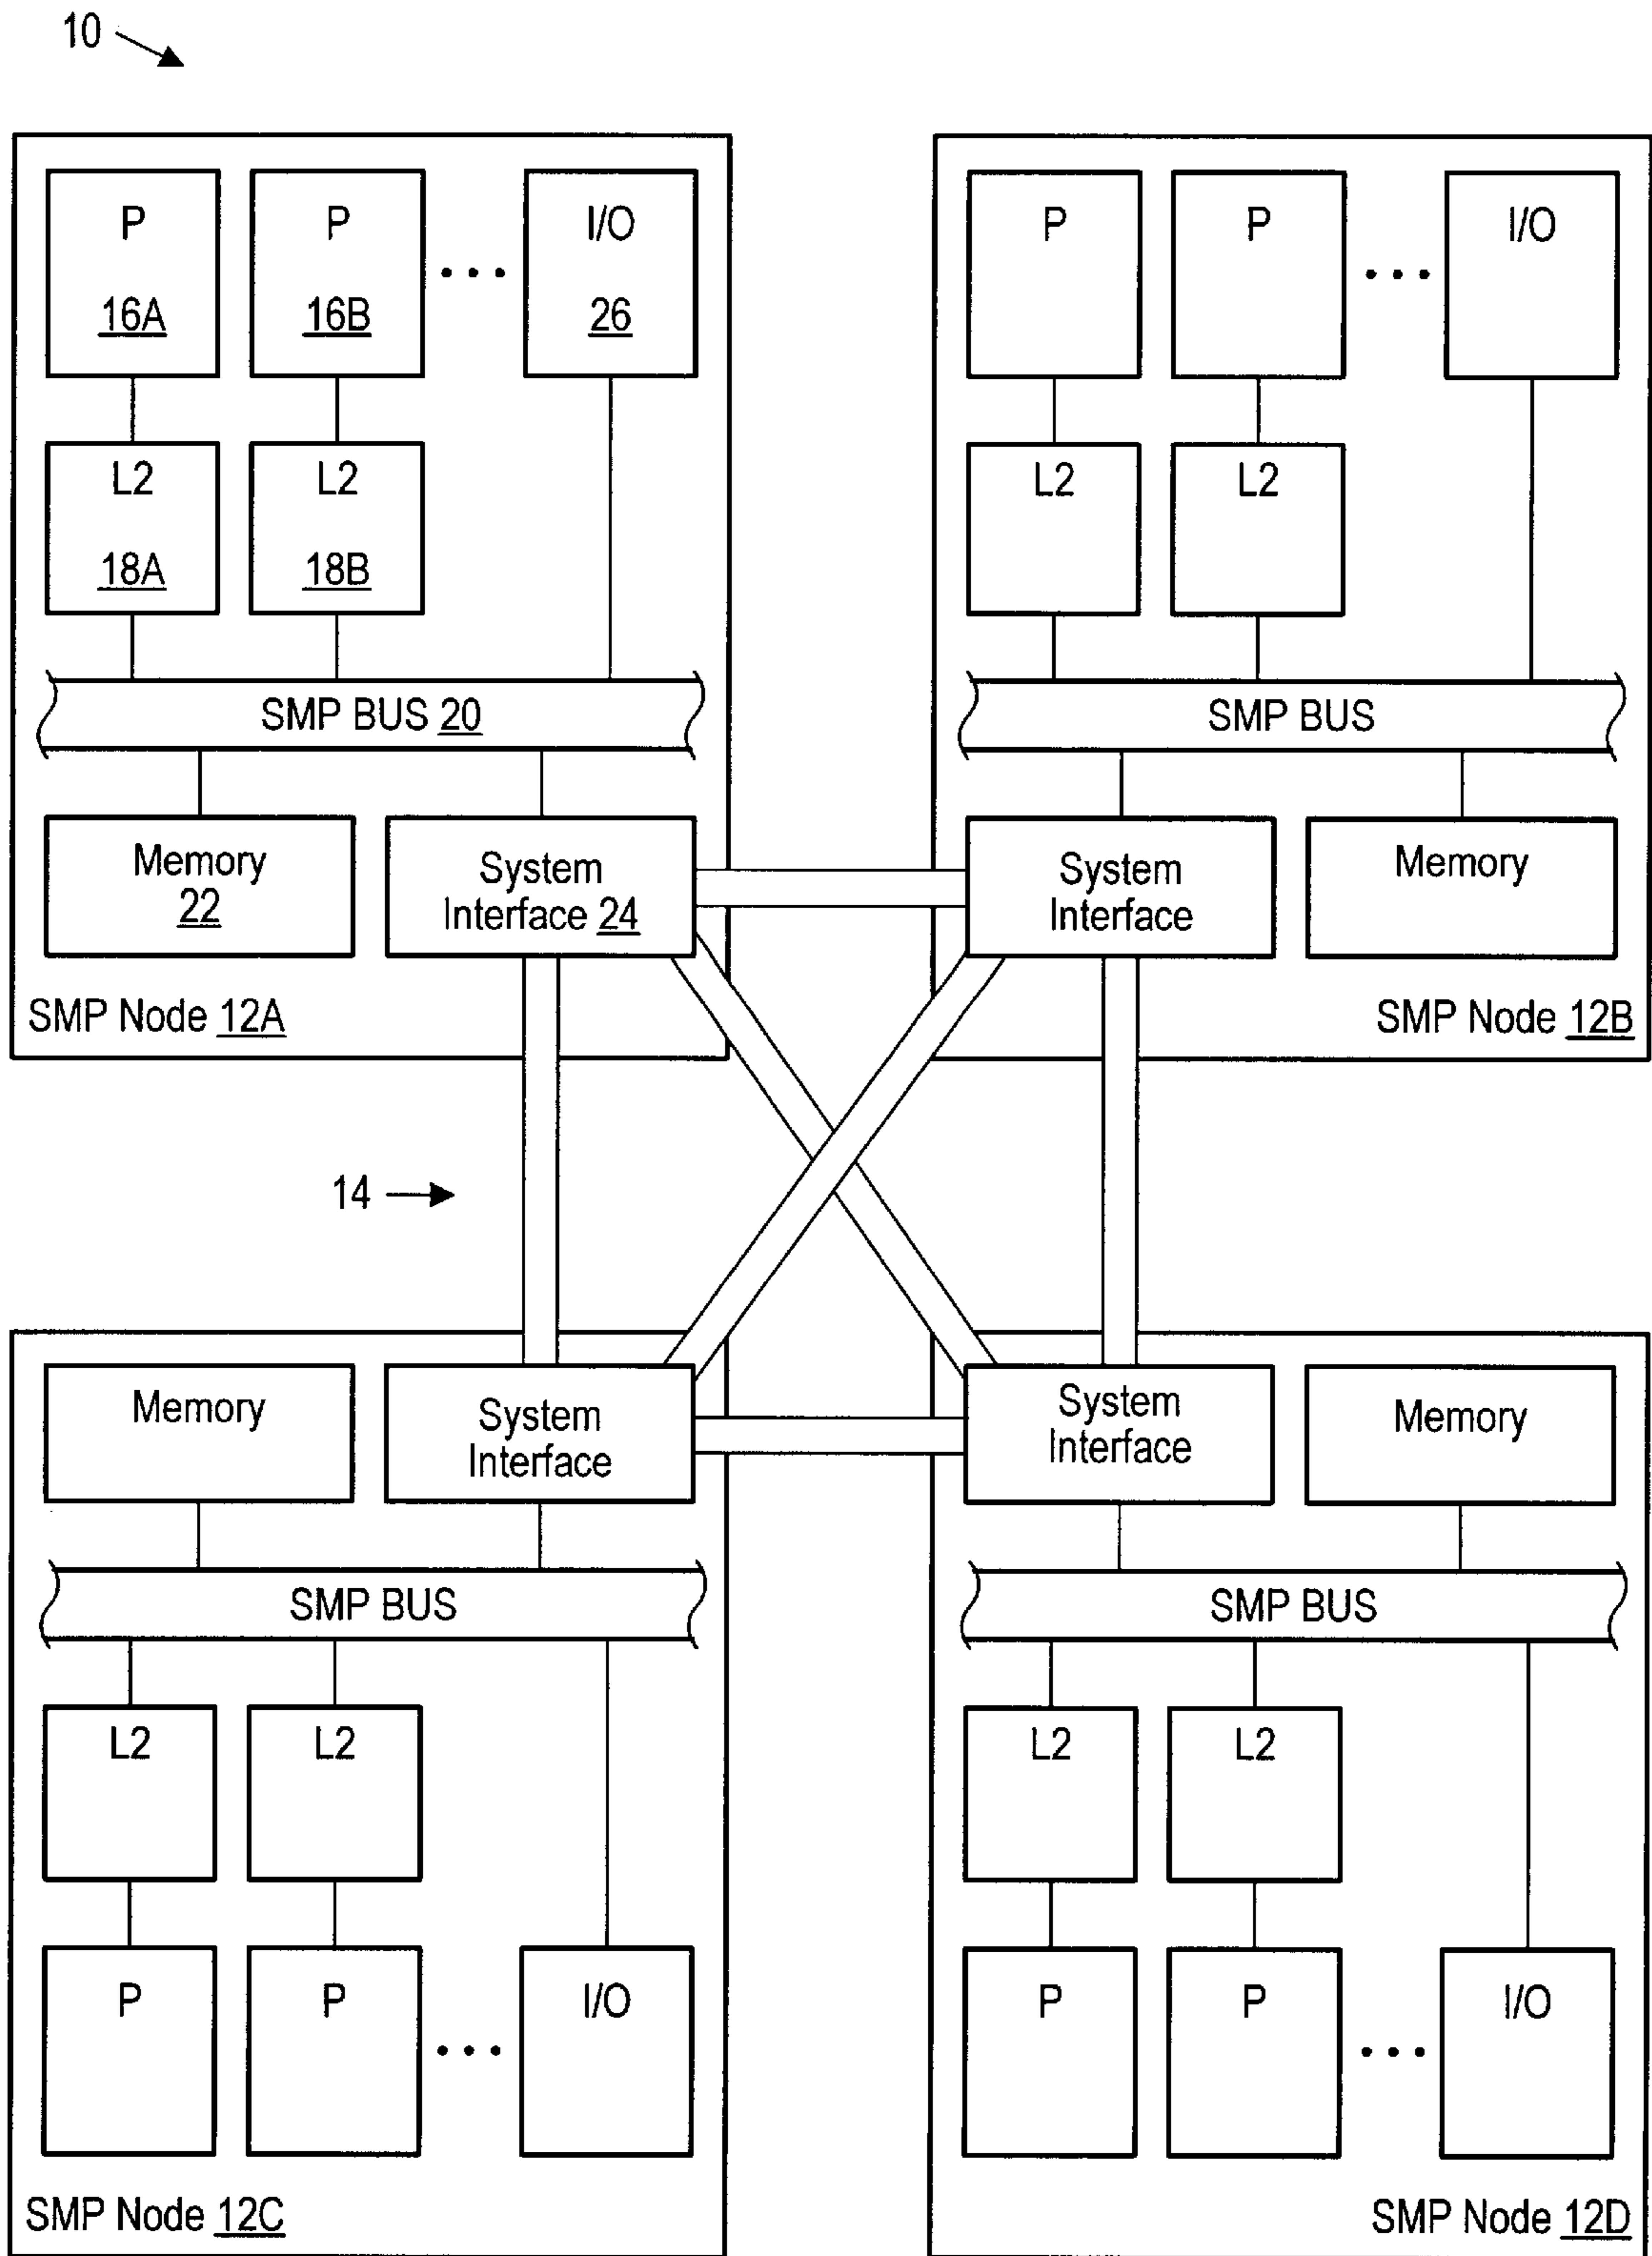 10
P
16A
P
16B
I/O
26
L2
18A
L2
18B
SMP BUS 20
Memory
22
System
Interface 24
SMP Node 12A
P
P
I/O
L2
L2
SMP BUS
System
Interface
Memory
SMP Node 12B
14
Memory
System
Interface
SMP BUS
L2
L2
P
P
I/O
SMP Node 12C
System
Interface
Memory
SMP BUS
L2
L2
P
P
I/O
SMP Node 12D